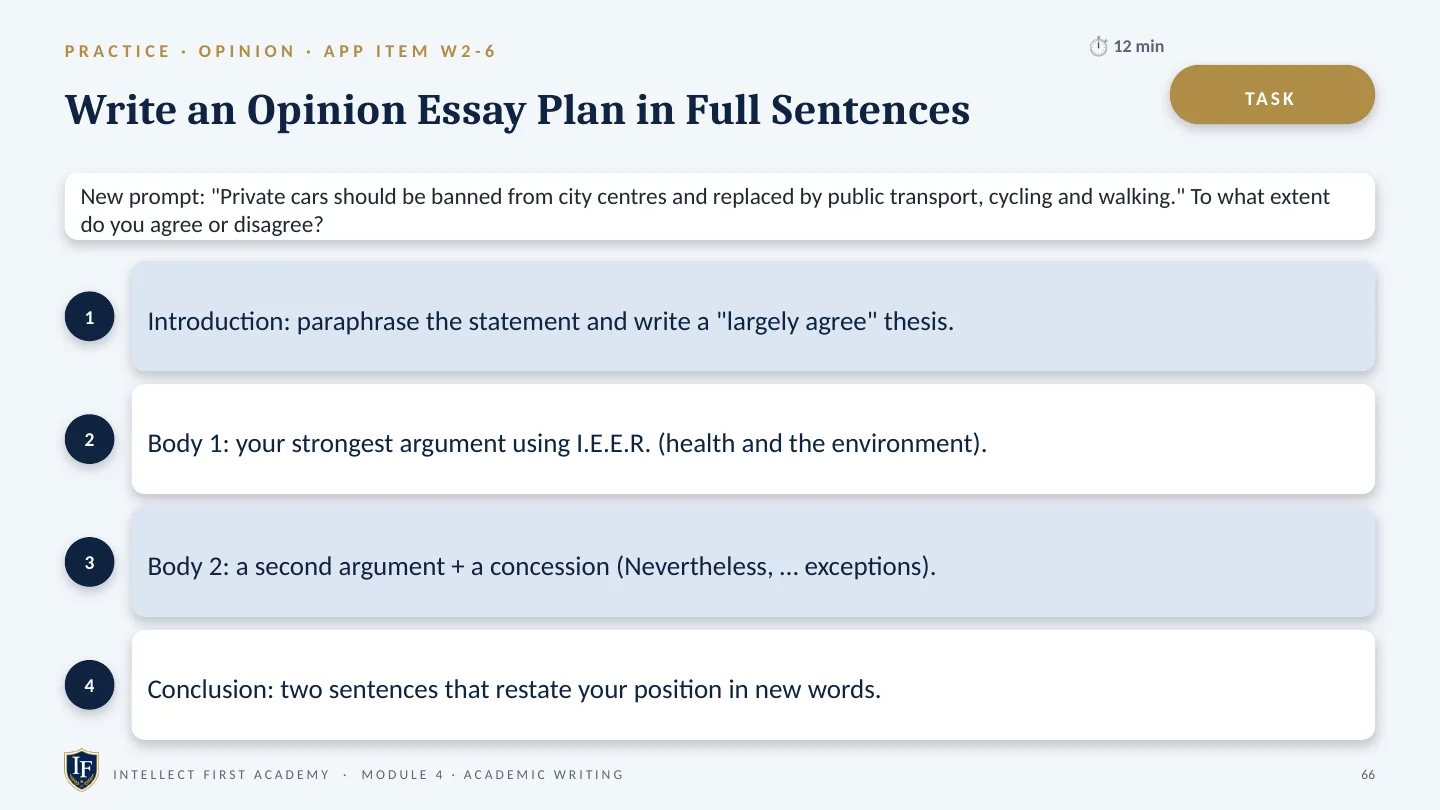 PRACTICE · OPINION · APP ITEM W2-6
⏱ 12 min
TASK
Write an Opinion Essay Plan in Full Sentences
New prompt: "Private cars should be banned from city centres and replaced by public transport, cycling and walking." To what extent
do you agree or disagree?
1
Introduction: paraphrase the statement and write a "largely agree" thesis.
2
Body 1: your strongest argument using I.E.E.R. (health and the environment).
3
Body 2: a second argument + a concession (Nevertheless, ... exceptions).
4
Conclusion: two sentences that restate your position in new words.
IF
INTELLECT FIRST ACADEMY · MODULE 4 · ACADEMIC WRITING
66